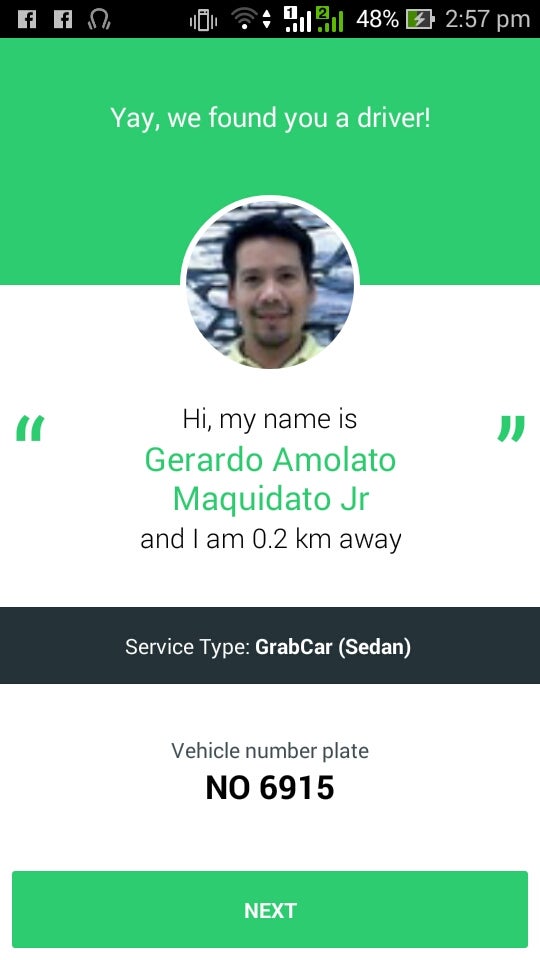 1 2 48% 2:57 pm
Yay, we found you a driver!
“ Hi, my name is ”
Gerardo Amolato
Maquidato Jr
and I am 0.2 km away
Service Type: GrabCar (Sedan)
Vehicle number plate
NO 6915
NEXT